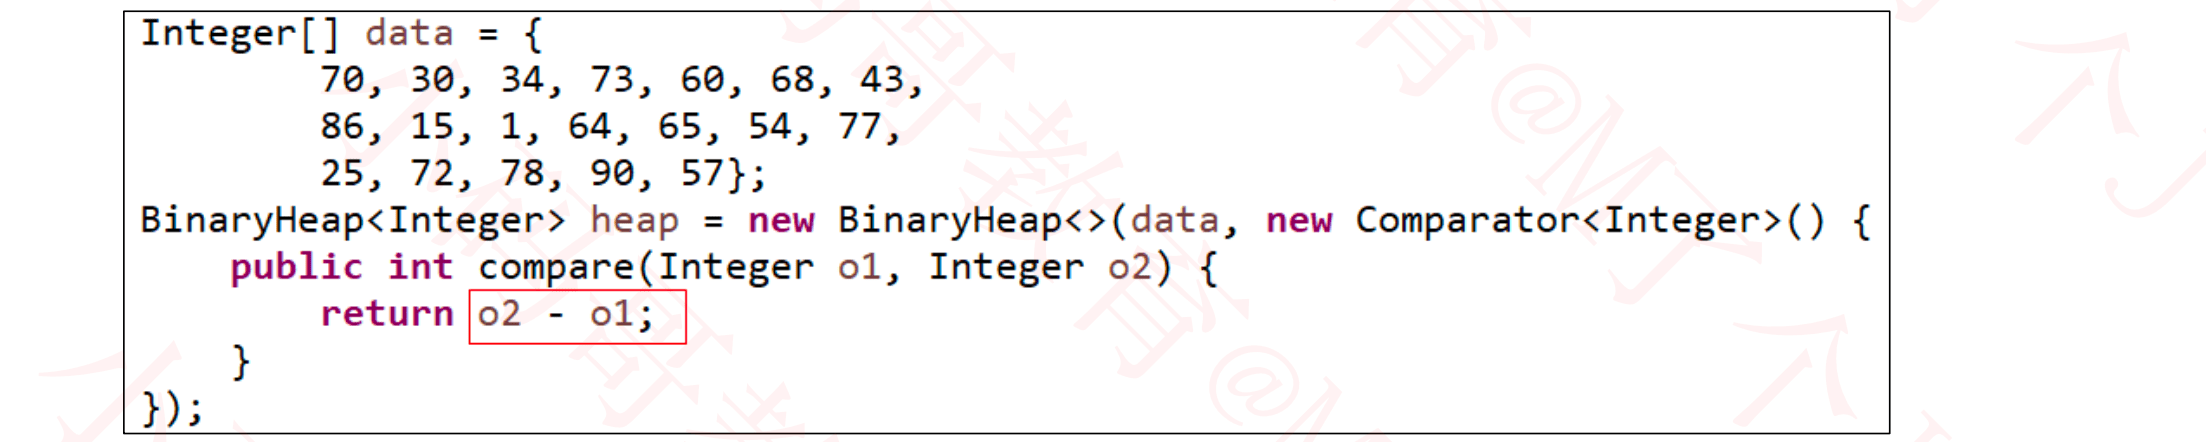 Integer[] data = {
70, 30, 34, 73, 60, 68, 43,
86, 15, 1, 64, 65, 54, 77,
25, 72, 78, 90, 57};
BinaryHeap<Integer> heap = new BinaryHeap<>(data, new Comparator<Integer>() {
public int compare(Integer o1, Integer o2) {
return o2 - o1;
}
});